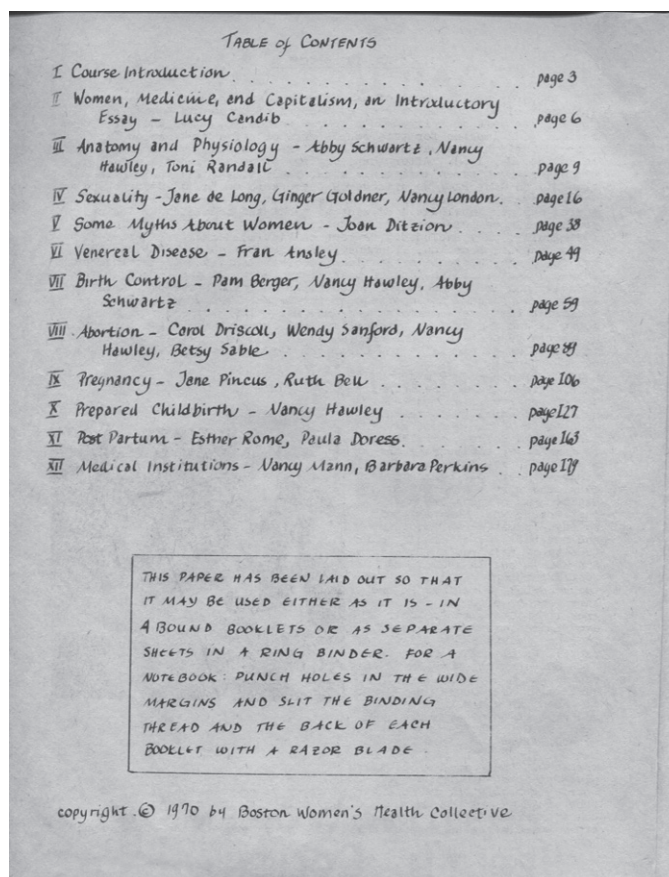 TABLE of CONTENTS
I Course Introduction . . . . . . . . . . . . . page 3
II Women, Medicine, and Capitalism, an Introductory
Essay – Lucy Candib . . . . . . . . . . . page 6
III Anatomy and Physiology - Abby Schwartz, Nancy
Hawley, Toni Randall . . . . . . . . . . . page 9
IV Sexuality - Jane de Long, Ginger Goldner, Nancy London. page 16
V Some Myths About Women - Joan Ditzion . . . . page 38
VI Venereal Disease – Fran Ansley . . . . . . . . page 49
VII Birth Control – Pam Berger, Nancy Hawley, Abby
Schwartz . . . . . . . . . . . . . . page 59
VIII Abortion – Carol Driscoll, Wendy Sanford, Nancy
Hawley, Betsy Sable . . . . . . . . . . page 89
IX Pregnancy – Jane Pincus, Ruth Bell . . . . . . page 106
X Prepared Childbirth – Nancy Hawley . . . . . . page 127
XI Post Partum – Esther Rome, Paula Doress . . . . . page 163
XII Medical Institutions - Nancy Mann, Barbara Perkins . page 179
THIS PAPER HAS BEEN LAID OUT SO THAT
IT MAY BE USED EITHER AS IT IS – IN
4 BOUND BOOKLETS OR AS SEPARATE
SHEETS IN A RING BINDER. FOR A
NOTEBOOK: PUNCH HOLES IN THE WIDE
MARGINS AND SLIT THE BINDING
THREAD AND THE BACK OF EACH
BOOKLET WITH A RAZOR BLADE.
copyright © 1970 by Boston Women's Health Collective